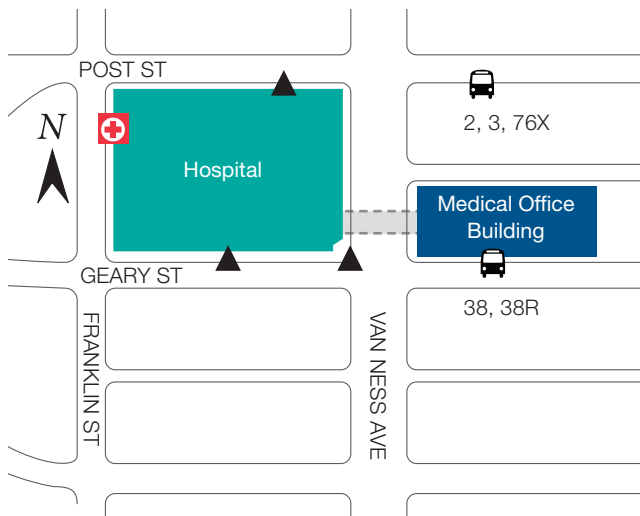 POST ST
N
2, 3, 76X
Hospital
Medical Office
Building
GEARY ST
38, 38R
FRANKLIN ST
VAN NESS AVE